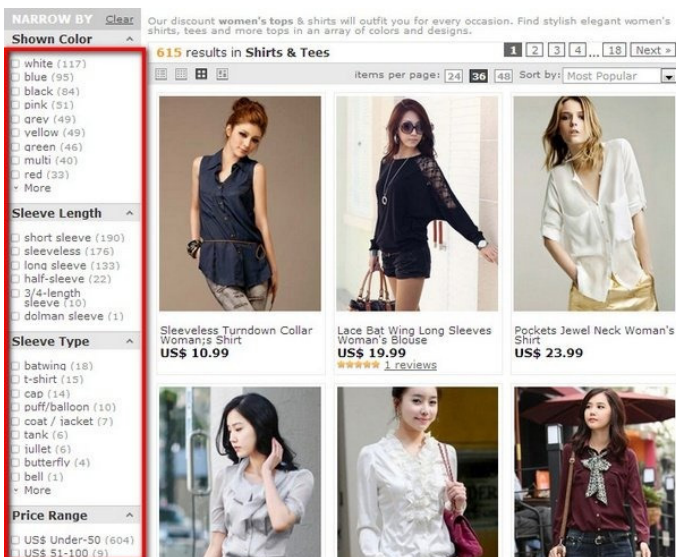 NARROW BY Clear
Shown Color
white (117)
blue (95)
black (84)
pink (51)
grey (49)
yellow (49)
green (46)
multi (40)
red (33)
More
Sleeve Length
short sleeve (190)
sleeveless (176)
long sleeve (133)
half-sleeve (22)
3/4-length
sleeve (10)
dolman sleeve (1)
Sleeve Type
batwing (18)
t-shirt (15)
cap (14)
puff/balloon (10)
coat / jacket (7)
tank (6)
jullet (6)
butterfly (4)
bell (1)
More
Price Range
US$ Under-50 (604)
US$ 51-100 (9)
Our discount women's tops & shirts will outfit you for every occasion. Find stylish elegant women's
shirts, tees and more tops in an array of colors and designs.
615 results in Shirts & Tees
1 2 3 4 ... 18 Next »
items per page: 24 36 48 Sort by: Most Popular
Sleeveless Turndown Collar
Woman;s Shirt
US$ 10.99
Lace Bat Wing Long Sleeves
Woman's Blouse
US$ 19.99
1 reviews
Pockets Jewel Neck Woman's
Shirt
US$ 23.99